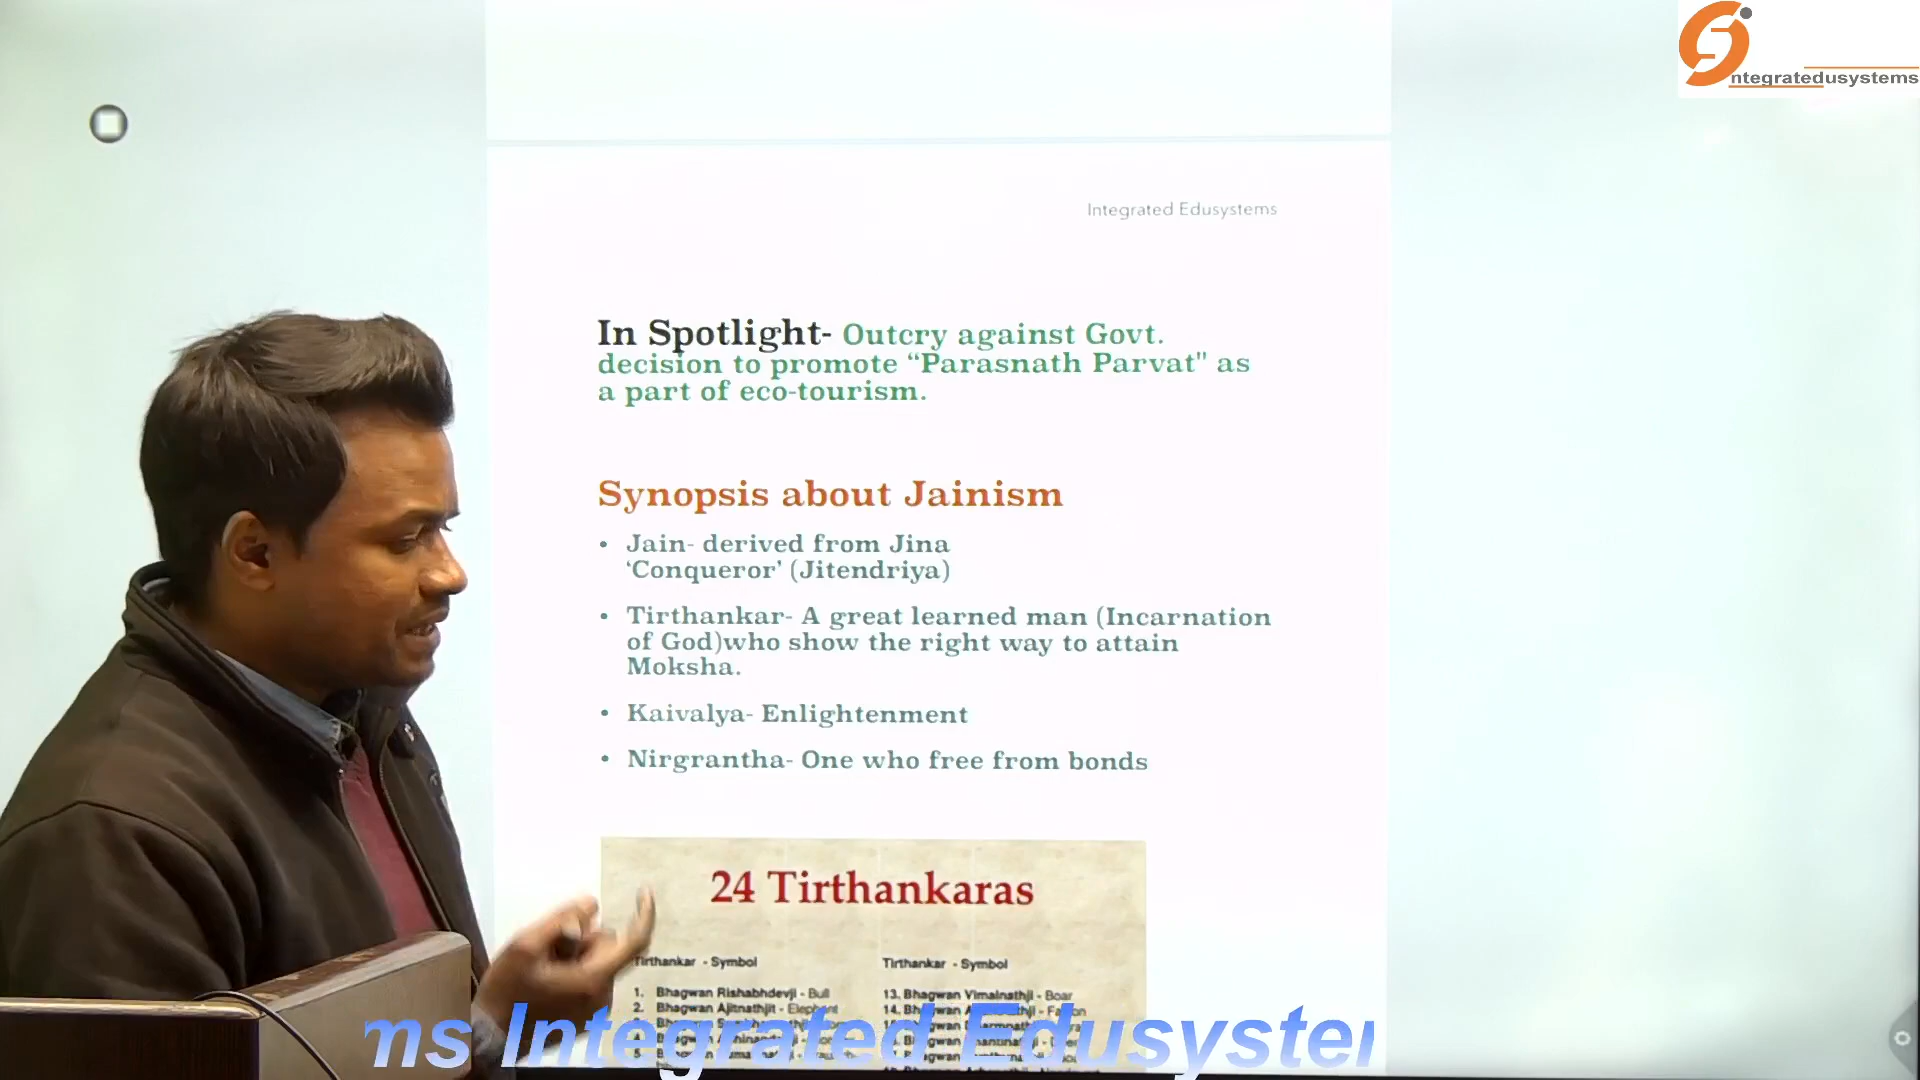 ntegratedusystems
Integrated Edusystems
In Spotlight- Outcry against Govt.
decision to promote “Parasnath Parvat" as
a part of eco-tourism.
Synopsis about Jainism
• Jain- derived from Jina
‘Conqueror’ (Jitendriya)
• Tirthankar- A great learned man (Incarnation
of God)who show the right way to attain
Moksha.
• Kaivalya- Enlightenment
• Nirgrantha- One who free from bonds
24 Tirthankaras
Tirthankar - Symbol
Tirthankar - Symbol
1. Bhagwan Rishabhdevji - Bull
2. Bhagwan Ajitnathjit - Elephant
13. Bhagwan Vimalnathji - Boar
14.
ms Integrated Edusyster